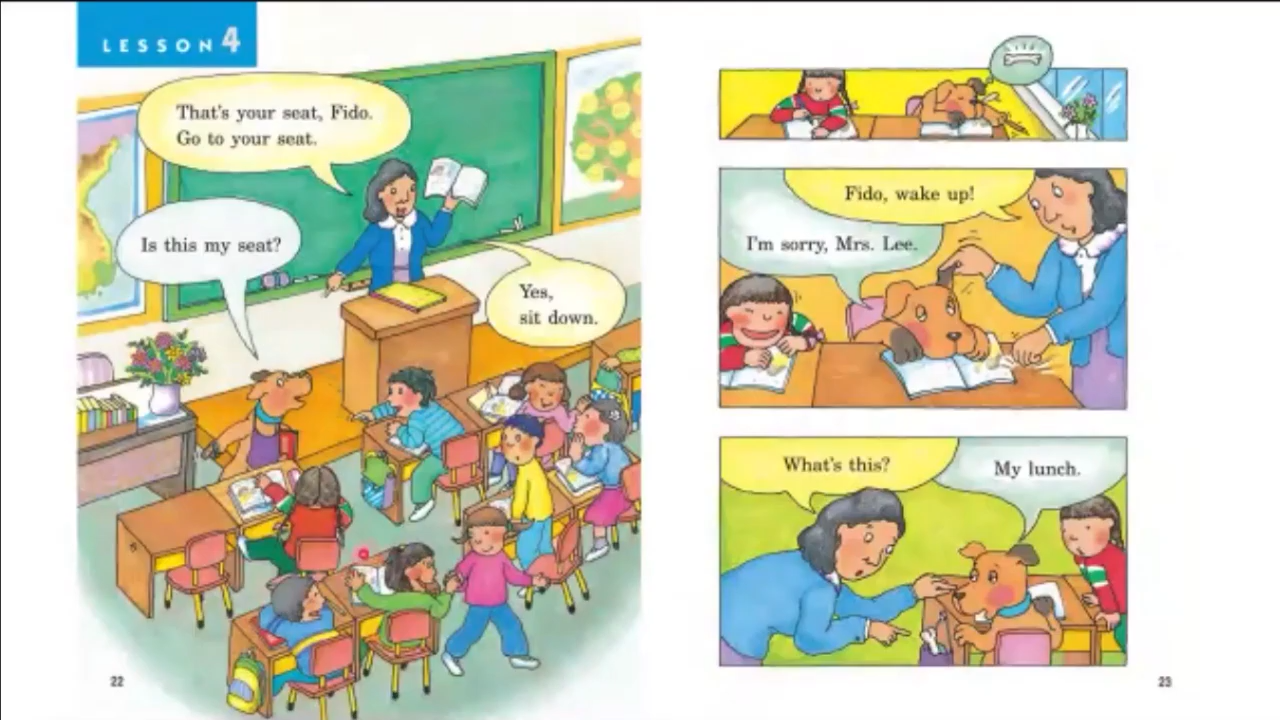 LESSON 4
That's your seat, Fido.
Go to your seat.
Is this my seat?
Yes,
sit down.
22
Fido, wake up!
I'm sorry, Mrs. Lee.
What's this?
My lunch.
23